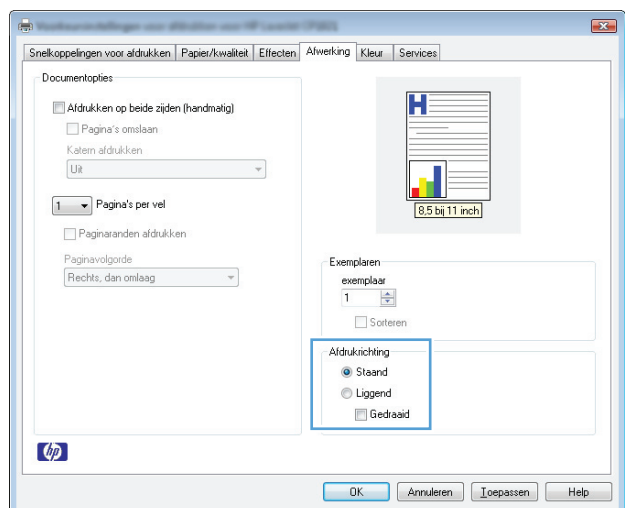 Snelkoppelingen voor afdrukken Papier/kwaliteit Effecten Afwerking Kleur Services
Documentopties
Afdrukken op beide zijden (handmatig)
Pagina's omslaan
Katern afdrukken
Uit
1 Pagina's per vel
Paginaranden afdrukken
Paginavolgorde
Rechts, dan omlaag
H
8,5 bij 11 inch
Exemplaren
exemplaar
1
Sorteren
Afdrukrichting
Staand
Liggend
Gedraaid
hp
OK Annuleren Toepassen Help